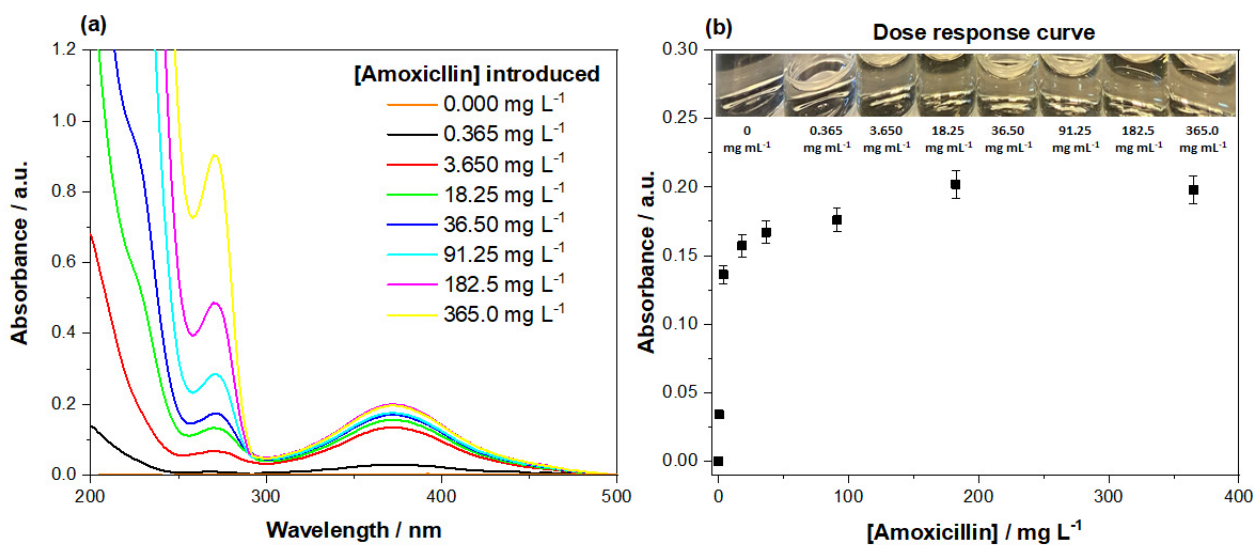 (a)
1.2
1.0
0.8
0.6
0.4
0.2
0.0
200
300
400
500
Absorbance / a.u.
Wavelength / nm
[Amoxicllin] introduced
0.000 mg L⁻¹
0.365 mg L⁻¹
3.650 mg L⁻¹
18.25 mg L⁻¹
36.50 mg L⁻¹
91.25 mg L⁻¹
182.5 mg L⁻¹
365.0 mg L⁻¹
(b)
Dose response curve
0.30
0.25
0.20
0.15
0.10
0.05
0.00
0
100
200
300
400
Absorbance / a.u.
[Amoxicillin] / mg L⁻¹
0 0.365 3.650 18.25 36.50 91.25 182.5 365.0
mg mL⁻¹ mg mL⁻¹ mg mL⁻¹ mg mL⁻¹ mg mL⁻¹ mg mL⁻¹ mg mL⁻¹ mg mL⁻¹